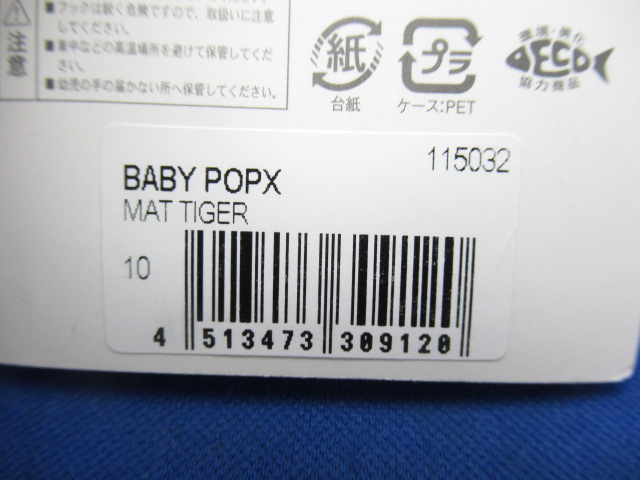 注意
■フックは鋭く危険ですので、取扱いに注意
してください。
■車中などの高温場所を避けて保管してくださ
い。
■幼児の手の届かない所へ保管してください。
紙
台紙
プラ
ケース:PET
環境・美化
ECO
協力商品
115032
BABY POPX
MAT TIGER
10
4 513473 309120